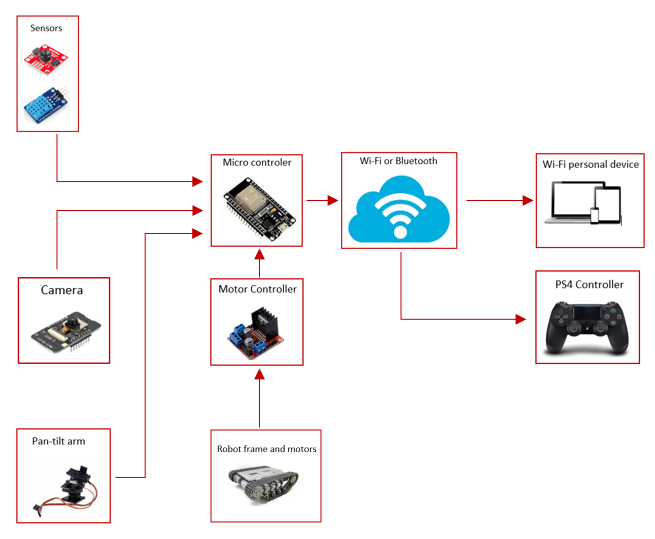 Sensors
Micro controler
Wi-Fi or Bluetooth
Wi-Fi personal device
Camera
Motor Controller
PS4 Controller
Pan-tilt arm
Robot frame and motors